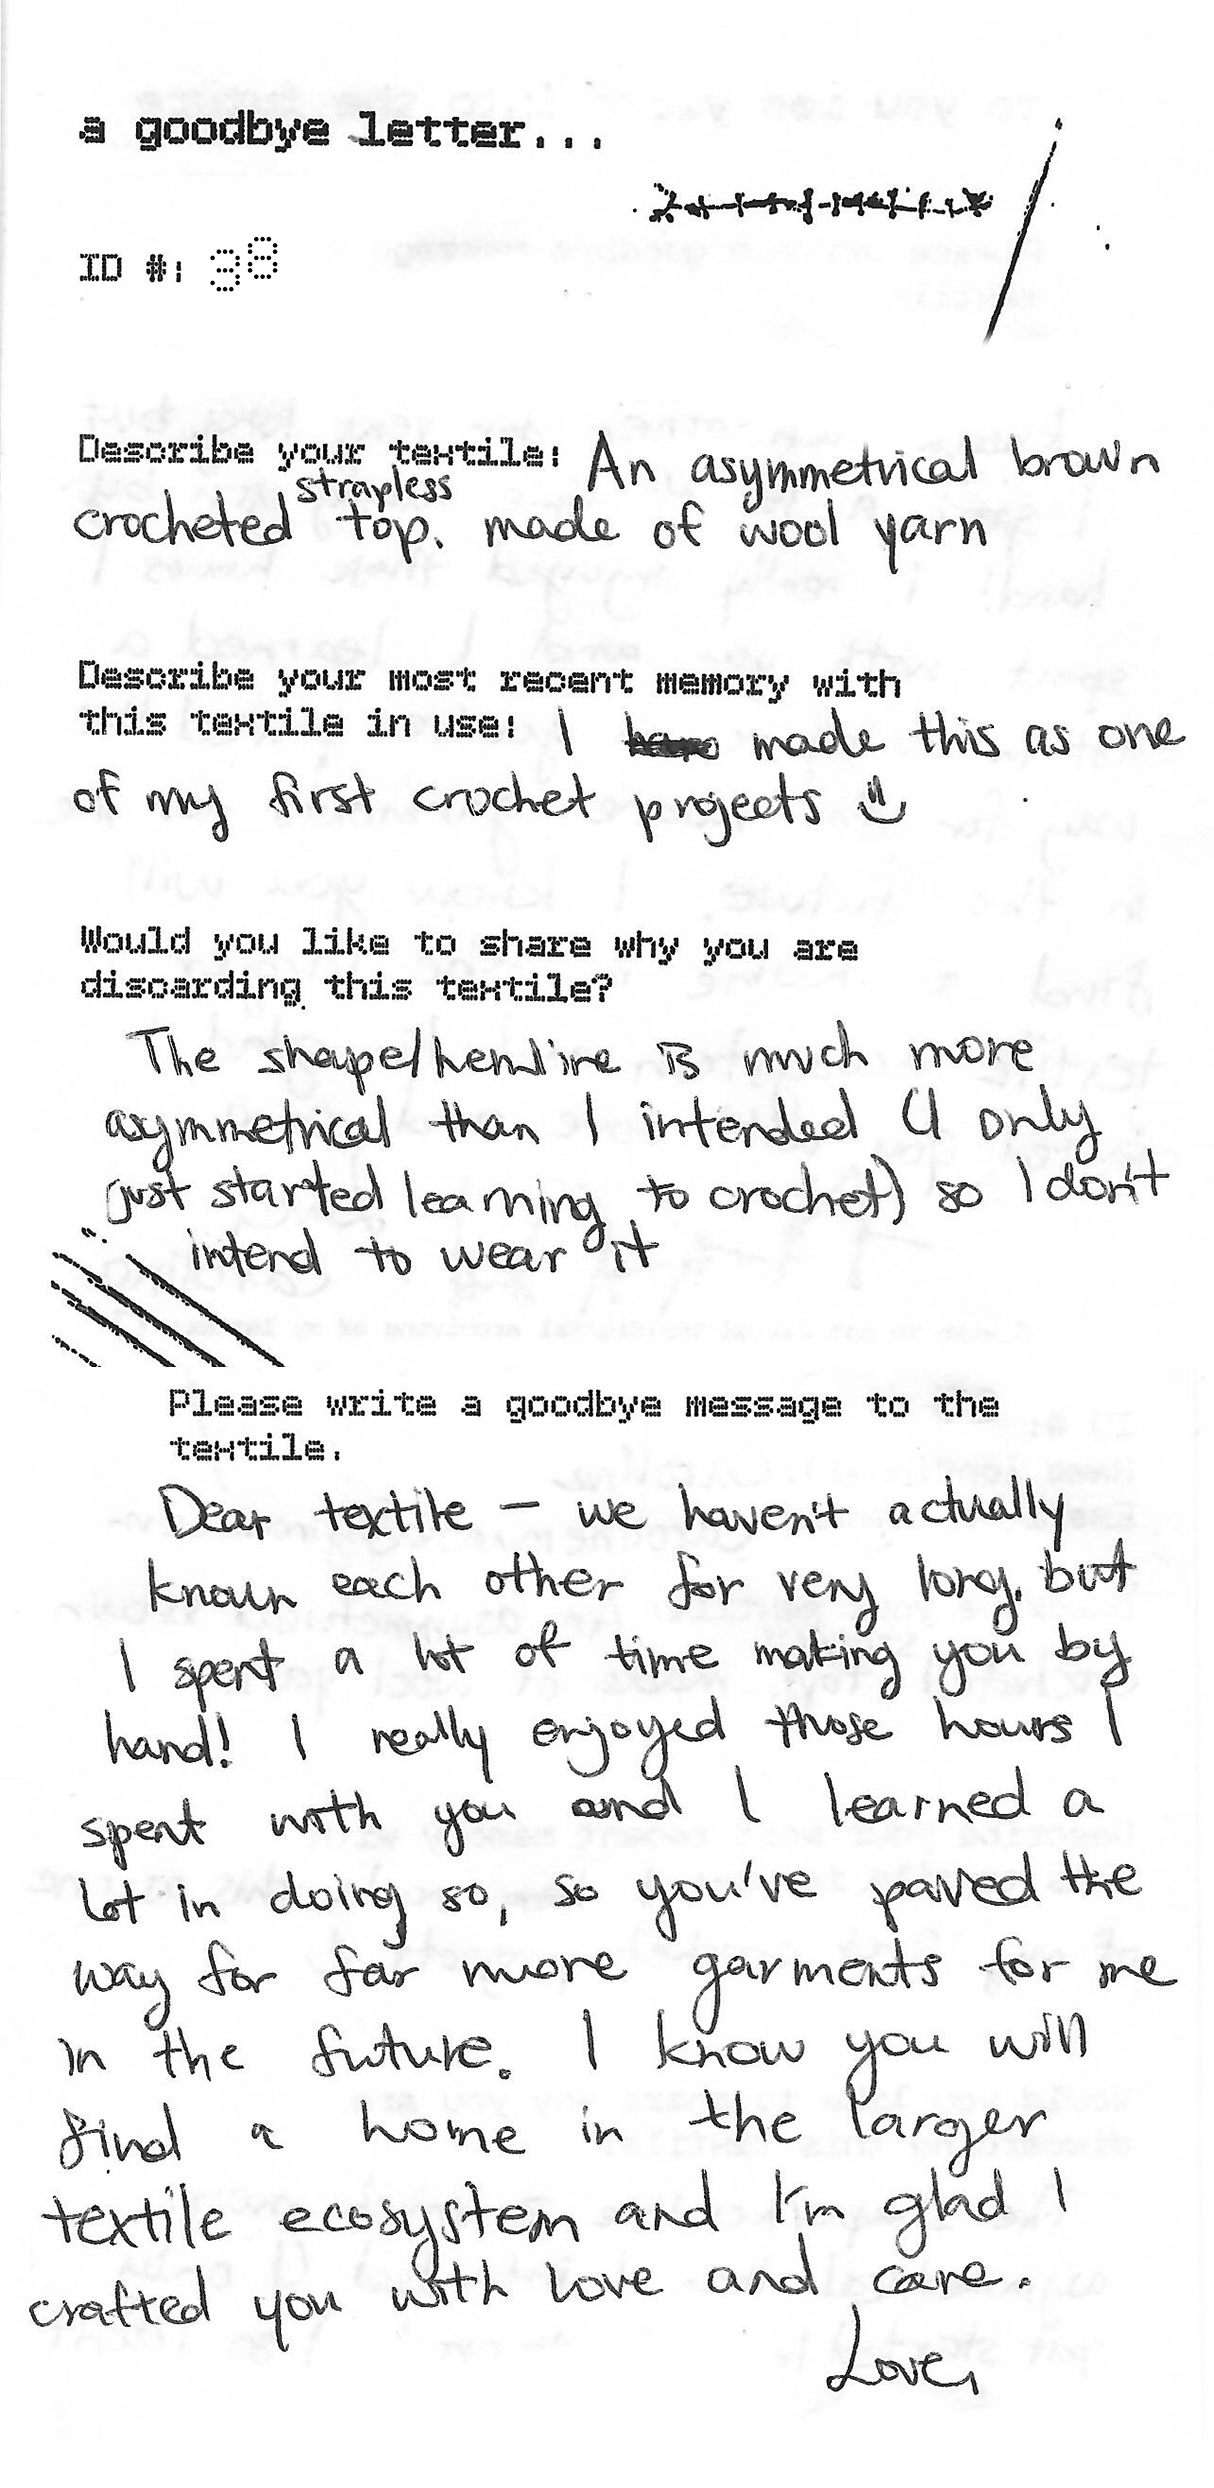 a goodbye letter...
ID #: 38
Describe your textile: An asymmetrical brown
strapless
crocheted top. made of wool yarn
Describe your most recent memory with
this textile in use: I made this as one
of my first crochet projects
Would you like to share why you are
discarding this textile?
The shape/hemline is much more
asymmetrical than I intended (I only
just started learning to crochet) so I don't
intend to wear it
Please write a goodbye message to the
textile.
Dear textile – we haven't actually
known each other for very long, but
I spent a lot of time making you by
hand! I really enjoyed those hours I
spent with you and I learned a
lot in doing so, so you've paved the
way for far more garments for me
in the future. I know you will
find a home in the larger
textile ecosystem and I'm glad I
crafted you with love and care.
Love,